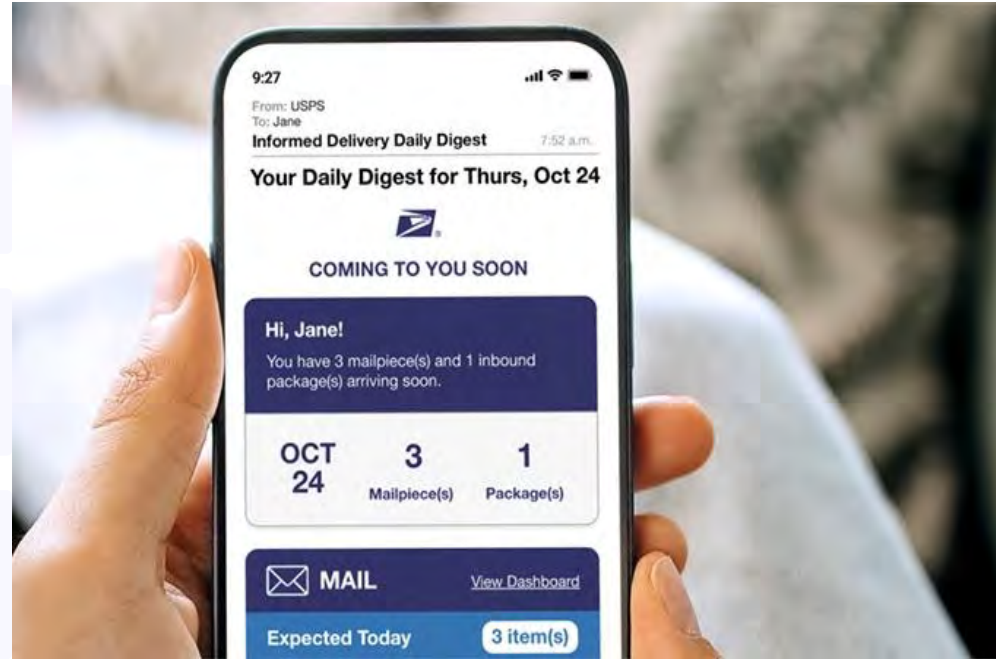 9:27
From: USPS
To: Jane
Informed Delivery Daily Digest 7:52 a.m.
Your Daily Digest for Thurs, Oct 24
COMING TO YOU SOON
Hi, Jane!
You have 3 mailpiece(s) and 1 inbound
package(s) arriving soon.
OCT
24
3
Mailpiece(s)
1
Package(s)
MAIL View Dashboard
Expected Today 3 item(s)